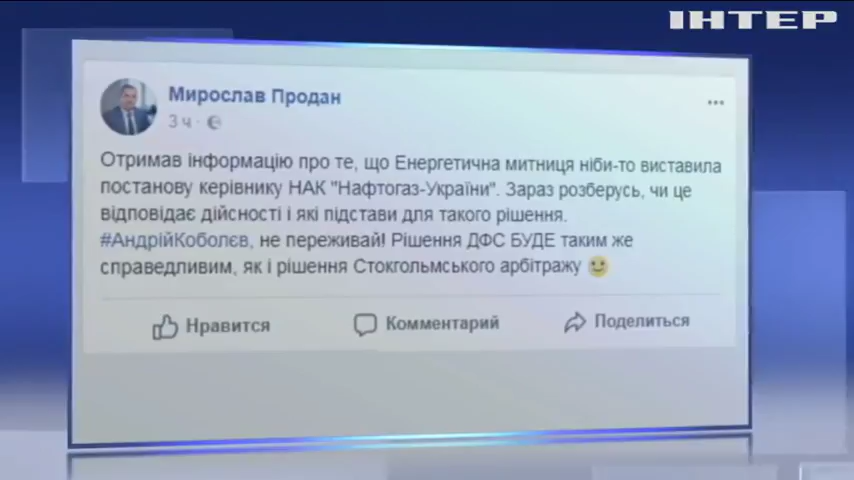 ІНТЕР
Мирослав Продан
3 ч ·
Отримав інформацію про те, що Енергетична митниця ніби-то виставила
постанову керівнику НАК "Нафтогаз-України". Зараз розберусь, чи це
відповідає дійсності і які підстави для такого рішення.
#АндрійКоболєв, не переживай! Рішення ДФС БУДЕ таким же
справедливим, як і рішення Стокгольмського арбітражу
Нравится Комментарий Поделиться